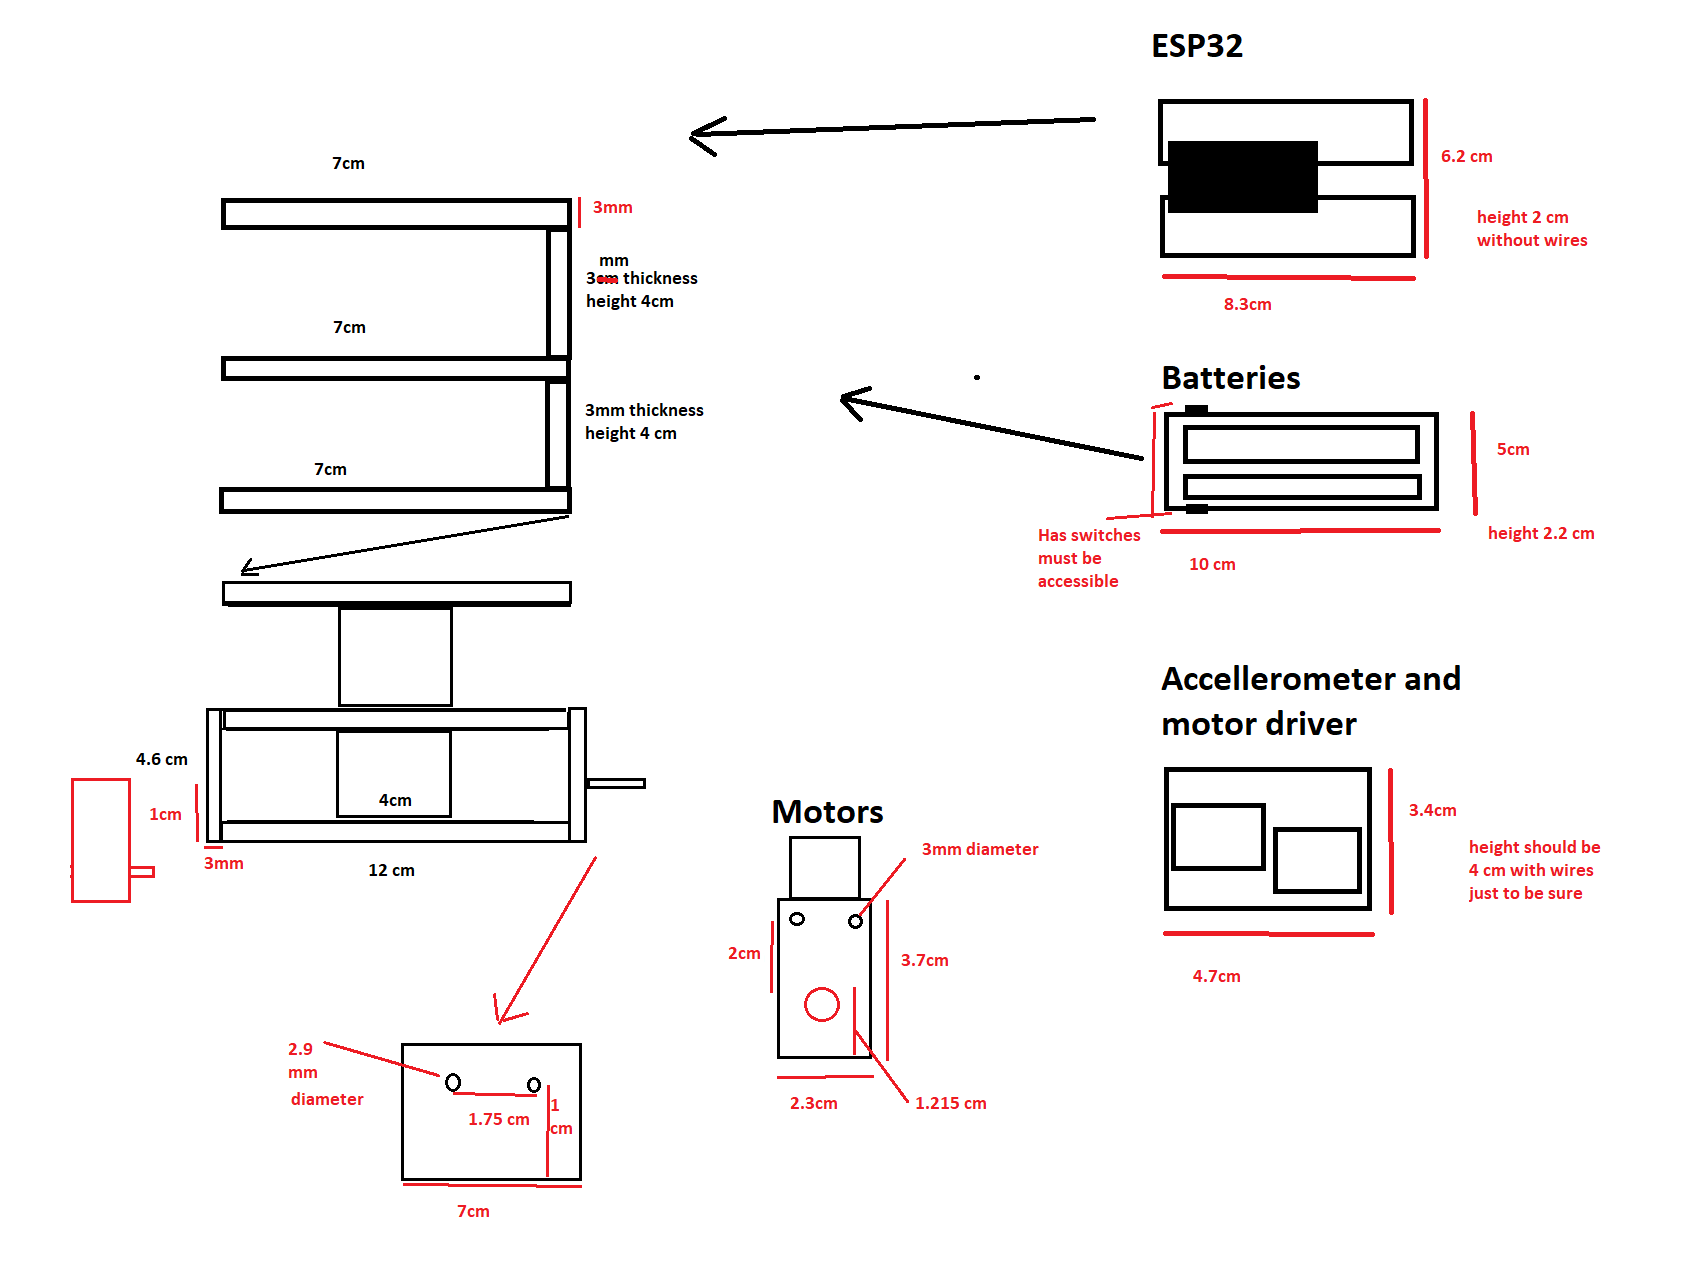 ESP32
7cm
3mm
6.2 cm
height 2 cm
without wires
mm
3cm thickness
height 4cm
8.3cm
7cm
Batteries
3mm thickness
height 4 cm
5cm
7cm
Has switches
must be
accessible
height 2.2 cm
10 cm
Accellerometer and
motor driver
4.6 cm
4cm
1cm
3mm
12 cm
Motors
3mm diameter
3.4cm
height should be
4 cm with wires
just to be sure
2cm
3.7cm
4.7cm
2.9
mm
diameter
1.75 cm
1
cm
2.3cm
1.215 cm
7cm